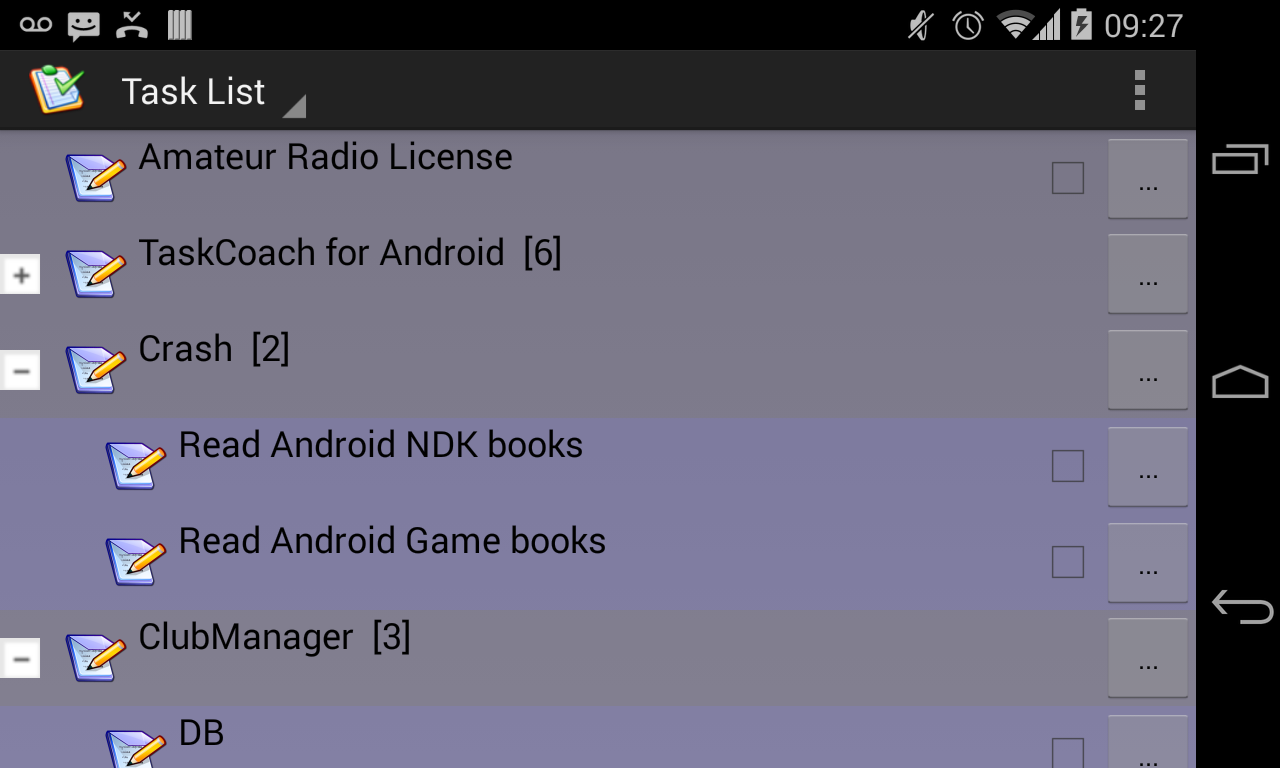 09:27
Task List
Amateur Radio License
...
TaskCoach for Android [6]
...
Crash [2]
...
Read Android NDK books
...
Read Android Game books
...
ClubManager [3]
...
DB
...